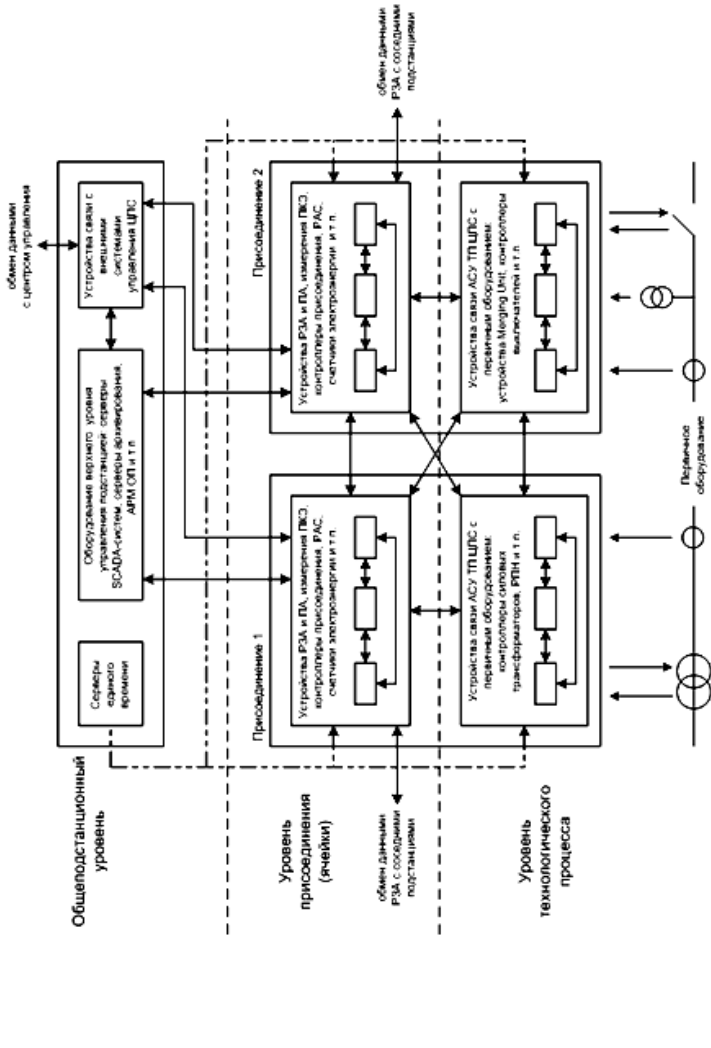 обмен данными
с центром управления
Общеподстанционный
уровень
Серверы
единого
времени
Оборудование верхнего уровня
управления подстанцией: серверы
SCADA-систем, серверы архивирования,
АРМ ОП и т.п.
Устройства связи с
внешними
системами
управления ЦПС
Уровень
присоединения
(ячейки)
Присоединение 1
Устройства РЗА и ПА, измерения ПКЭ,
контроллеры присоединения, РАС,
счетчики электроэнергии и т.п.
Присоединение 2
Устройства РЗА и ПА, измерения ПКЭ,
контроллеры присоединения, РАС,
счетчики электроэнергии и т.п.
обмен данными
РЗА с соседними
подстанциями
обмен данными
РЗА с соседними
подстанциями
Уровень
технологического
процесса
Устройства связи АСУ ТП ЦПС с
первичным оборудованием:
контроллеры силовых
трансформаторов, РПН и т.п.
Устройства связи АСУ ТП ЦПС с
первичным оборудованием:
устройства Merging Unit, контроллеры
выключателей и т.п.
Первичное
оборудование